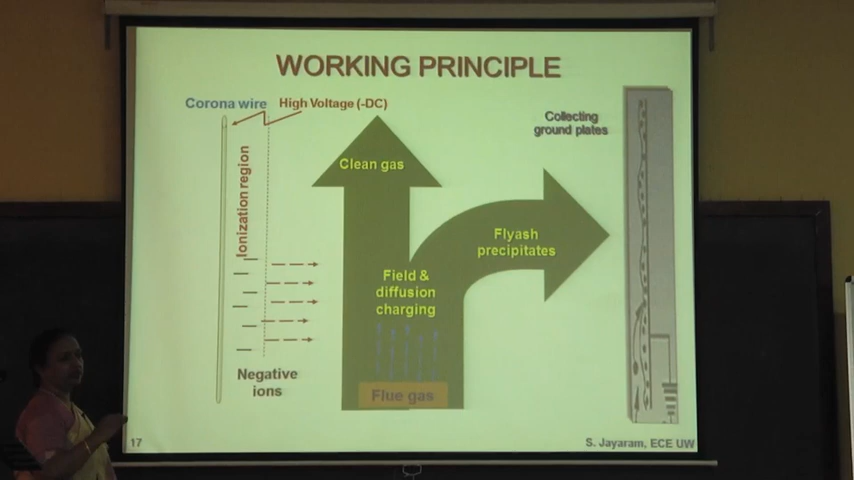 WORKING PRINCIPLE
Corona wire
High Voltage (-DC)
Collecting
ground plates
Ionization region
Clean gas
Flyash
precipitates
Field &
diffusion
charging
Negative
ions
Flue gas
17
S. Jayaram, ECE UW